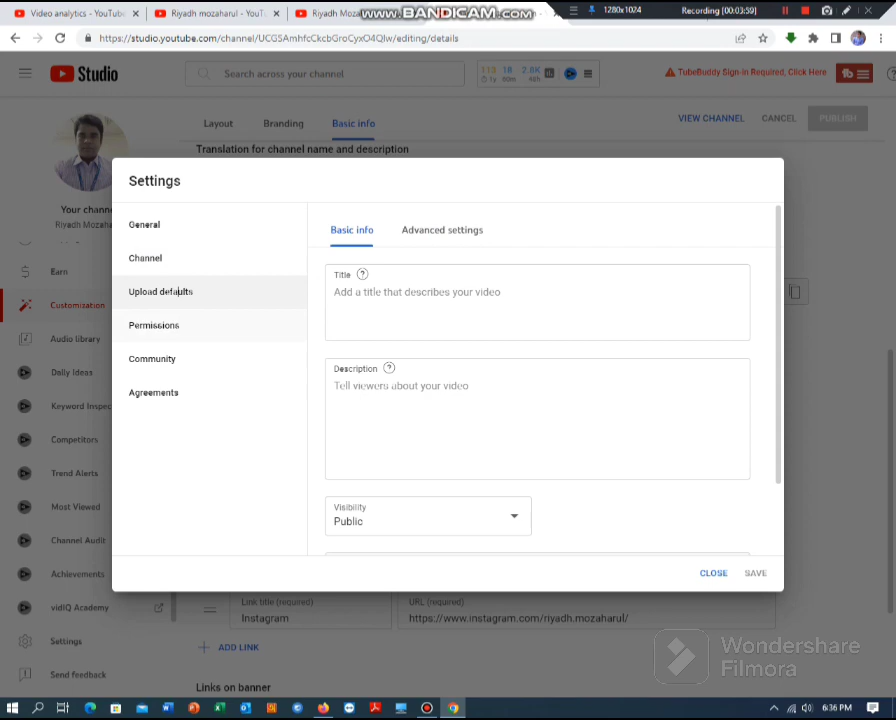 Video analytics - YouTube
Riyadh mozaharul - YouT
Riyadh Moza
www.BANDICAM.com
1280x1024
Recording [00:03:59]
https://studio.youtube.com/channel/UCGSAmhfcCkcbGroCyxO4Qlw/editing/details
Studio
Search across your channel
TubeBuddy Sign-in Required, Click Here
Layout
Branding
Basic info
VIEW CHANNEL
CANCEL
PUBLISH
Translation for channel name and description
Your chann
Riyadh Mozaha
Earn
Customization
Audio library
Daily Ideas
Keyword Inspec
Competitors
Trend Alerts
Most Viewed
Channel Audit
Achievements
vidIQ Academy
Settings
Send feedback
Settings
General
Channel
Upload defaults
Permissions
Community
Agreements
Basic info
Advanced settings
Title
Add a title that describes your video
Description
Tell viewers about your video
Visibility
Public
CLOSE
SAVE
Link title (required)
Instagram
URL (required)
https://www.instagram.com/riyadh.mozaharul/
ADD LINK
Links on banner
Wondershare
Filmora
6:36 PM